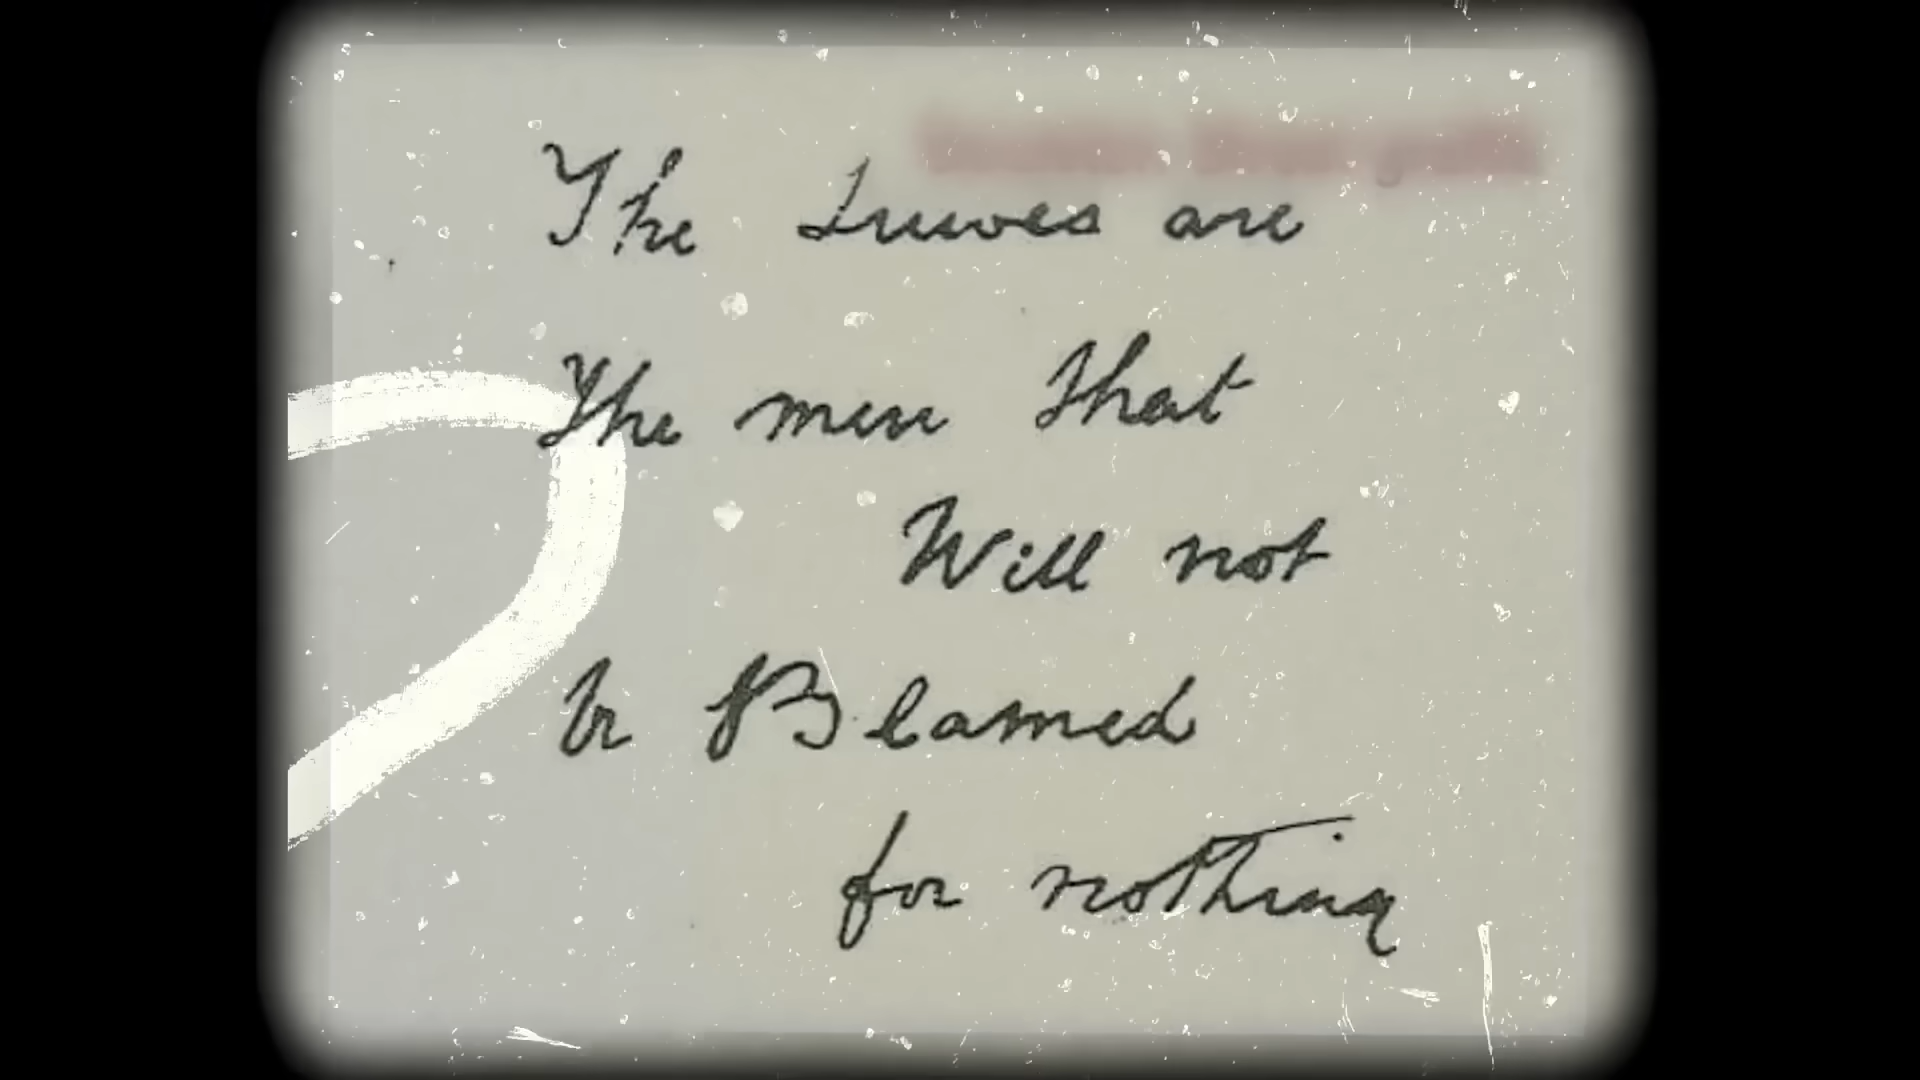 The Juwes are
The men that
Will not
be Blamed
for nothing